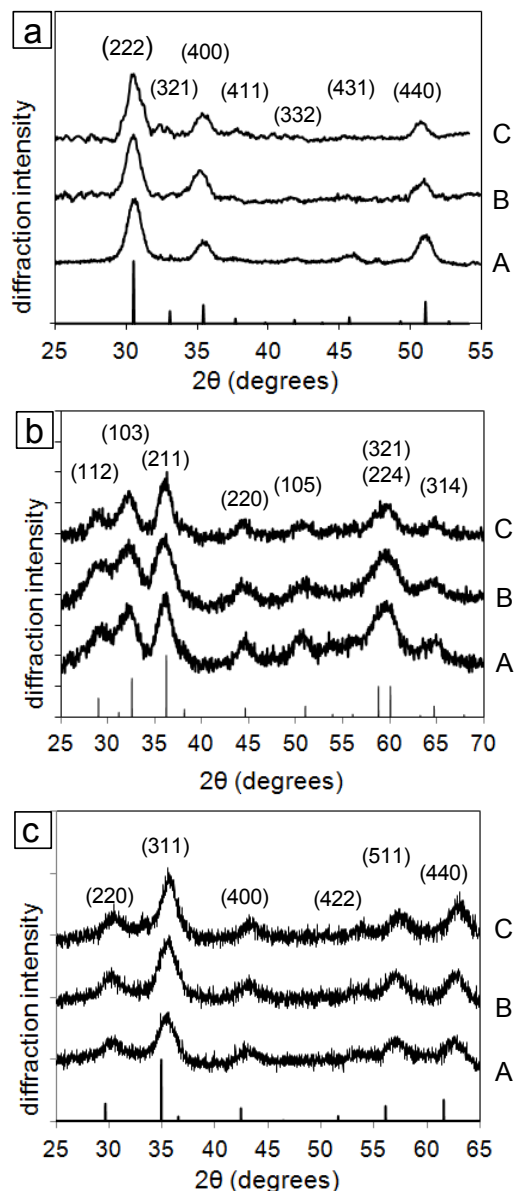 a
(222)
(400)
(321)
(411)
(332)
(431)
(440)
C
B
A
diffraction intensity
25 30 35 40 45 50 55
2θ (degrees)
b
(103)
(112)
(211)
(220)
(105)
(321)
(224)
(314)
C
B
A
diffraction intensity
25 30 35 40 45 50 55 60 65 70
2θ (degrees)
c
(311)
(220)
(400)
(422)
(511)
(440)
C
B
A
diffraction intensity
25 30 35 40 45 50 55 60 65
2θ (degrees)